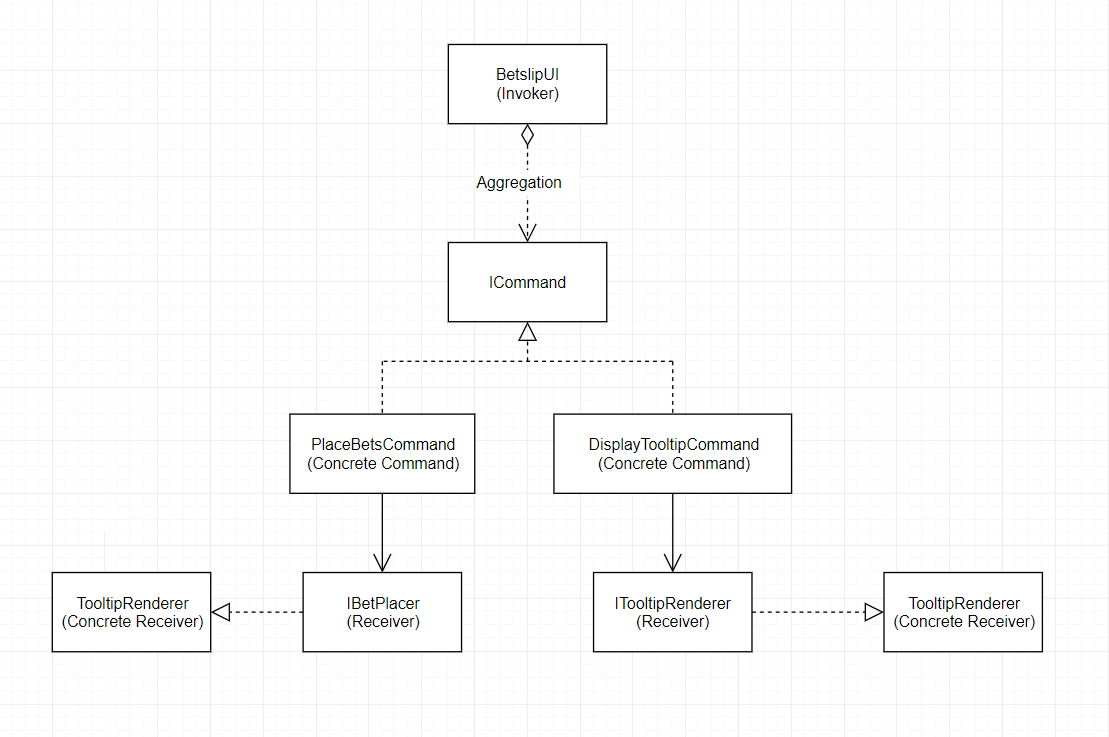 BetslipUI
(Invoker)
Aggregation
ICommand
PlaceBetsCommand
(Concrete Command)
DisplayTooltipCommand
(Concrete Command)
TooltipRenderer
(Concrete Receiver)
IBetPlacer
(Receiver)
ITooltipRenderer
(Receiver)
TooltipRenderer
(Concrete Receiver)